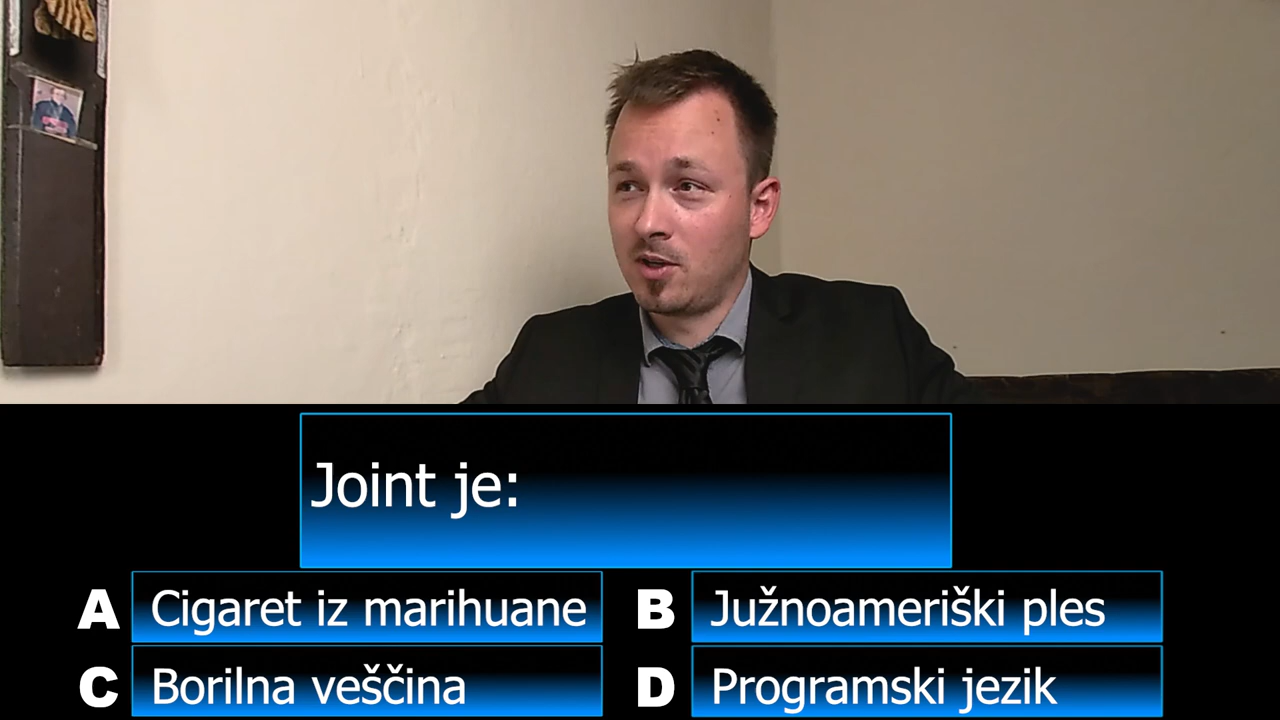 Joint je:
A Cigaret iz marihuane
B Južnoameriški ples
C Borilna veščina
D Programski jezik